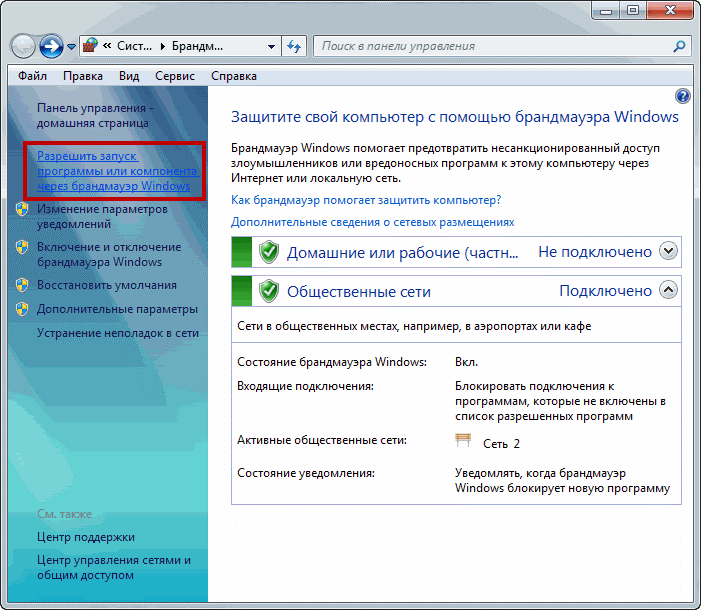 « Сист... ▸ Брандм...
Поиск в панели управления
Файл Правка Вид Сервис Справка
Панель управления -
домашняя страница
Разрешить запуск
программы или компонента
через брандмауэр Windows
Изменение параметров
уведомлений
Включение и отключение
брандмауэра Windows
Восстановить умолчания
Дополнительные параметры
Устранение неполадок в сети
См. также
Центр поддержки
Центр управления сетями и
общим доступом
Защитите свой компьютер с помощью брандмауэра Windows
Брандмауэр Windows помогает предотвратить несанкционированный доступ
злоумышленников или вредоносных программ к этому компьютеру через
Интернет или локальную сеть.
Как брандмауэр помогает защитить компьютер?
Дополнительные сведения о сетевых размещениях
Домашние или рабочие (частн... Не подключено
Общественные сети Подключено
Сети в общественных местах, например, в аэропортах или кафе
Состояние брандмауэра Windows: Вкл.
Входящие подключения: Блокировать подключения к
программам, которые не включены в
список разрешенных программ
Активные общественные сети: Сеть 2
Состояние уведомления: Уведомлять, когда брандмауэр
Windows блокирует новую программу